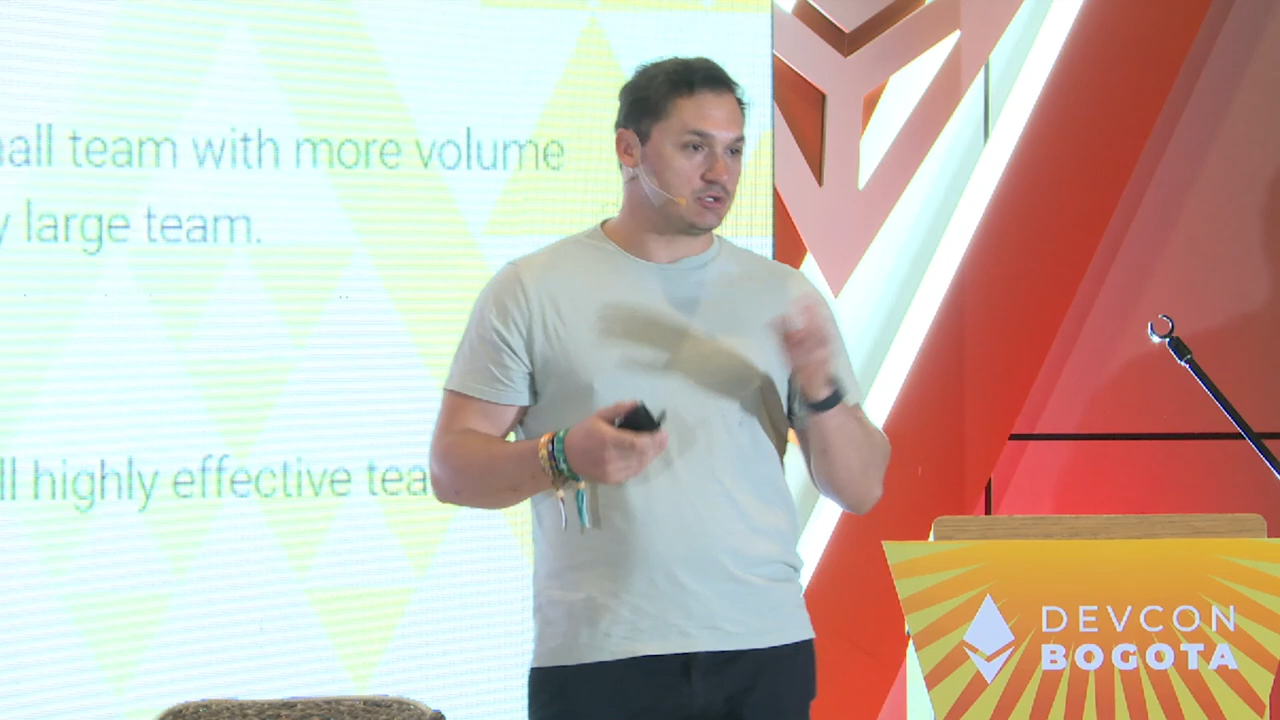 all team with more volume
y large team.
ll highly effective tea
DEVCON
BOGOTA